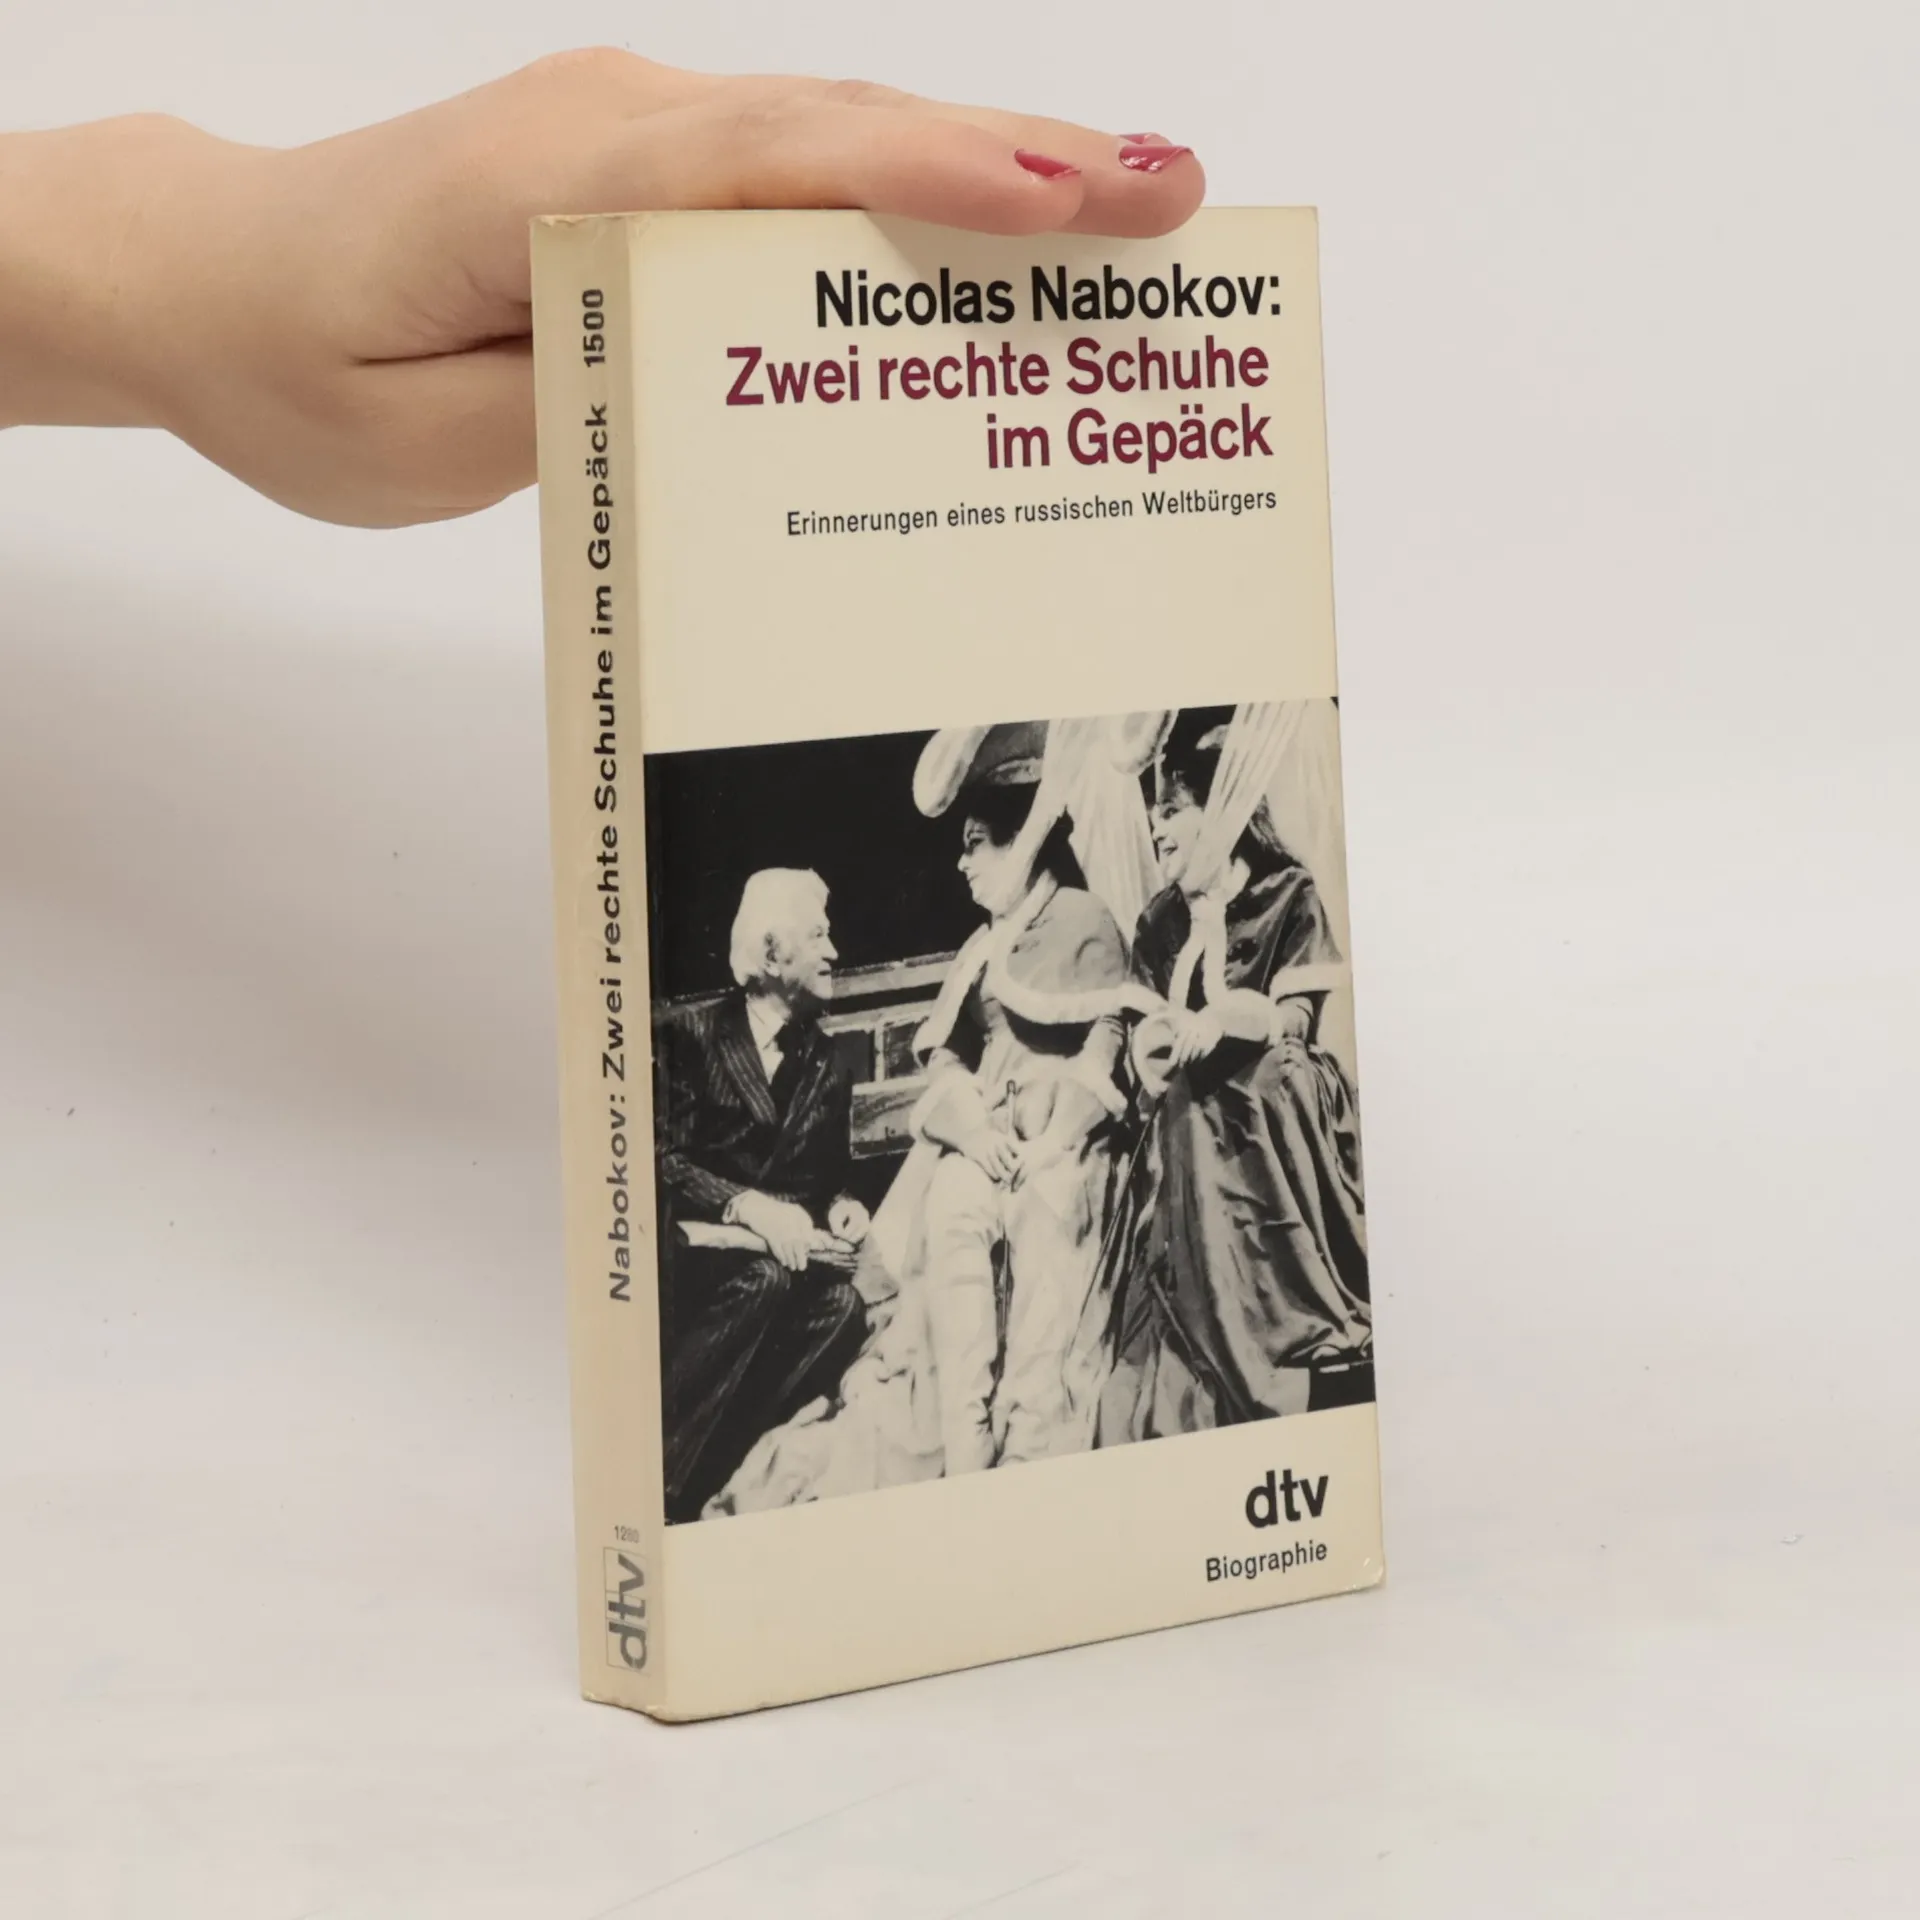 Nicolas Nabokov:
Zwei rechte Schuhe
im Gepäck
Erinnerungen eines russischen Weltbürgers
dtv
Biographie
Nabokov: Zwei rechte Schuhe im Gepäck 1500
1280
dtv